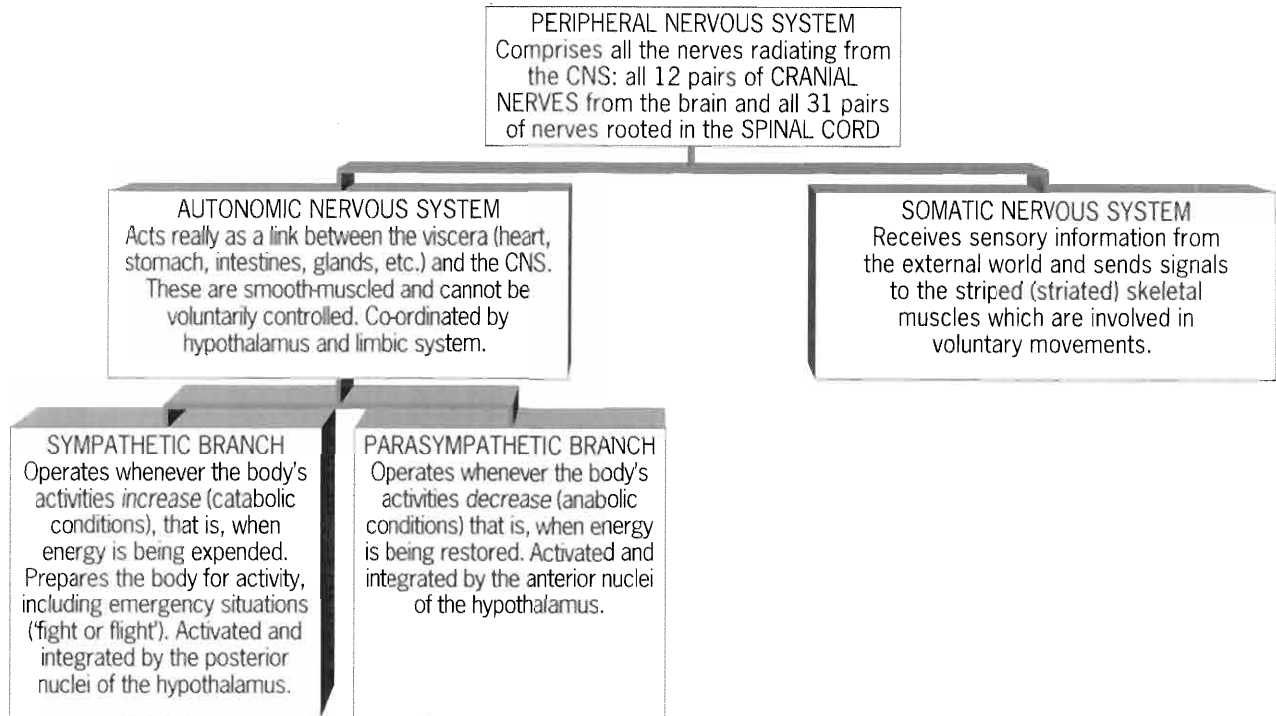 PERIPHERAL NERVOUS SYSTEM
Comprises all the nerves radiating from
the CNS: all 12 pairs of CRANIAL
NERVES from the brain and all 31 pairs
of nerves rooted in the SPINAL CORD
AUTONOMIC NERVOUS SYSTEM
Acts really as a link between the viscera (heart,
stomach, intestines, glands, etc.) and the CNS.
These are smooth-muscled and cannot be
voluntarily controlled. Co-ordinated by
hypothalamus and limbic system.
SOMATIC NERVOUS SYSTEM
Receives sensory information from
the external world and sends signals
to the striped (striated) skeletal
muscles which are involved in
voluntary movements.
SYMPATHETIC BRANCH
Operates whenever the body's
activities increase (catabolic
conditions), that is, when
energy is being expended.
Prepares the body for activity,
including emergency situations
('fight or flight'). Activated and
integrated by the posterior
nuclei of the hypothalamus.
PARASYMPATHETIC BRANCH
Operates whenever the body's
activities decrease (anabolic
conditions) that is, when energy
is being restored. Activated and
integrated by the anterior nuclei
of the hypothalamus.